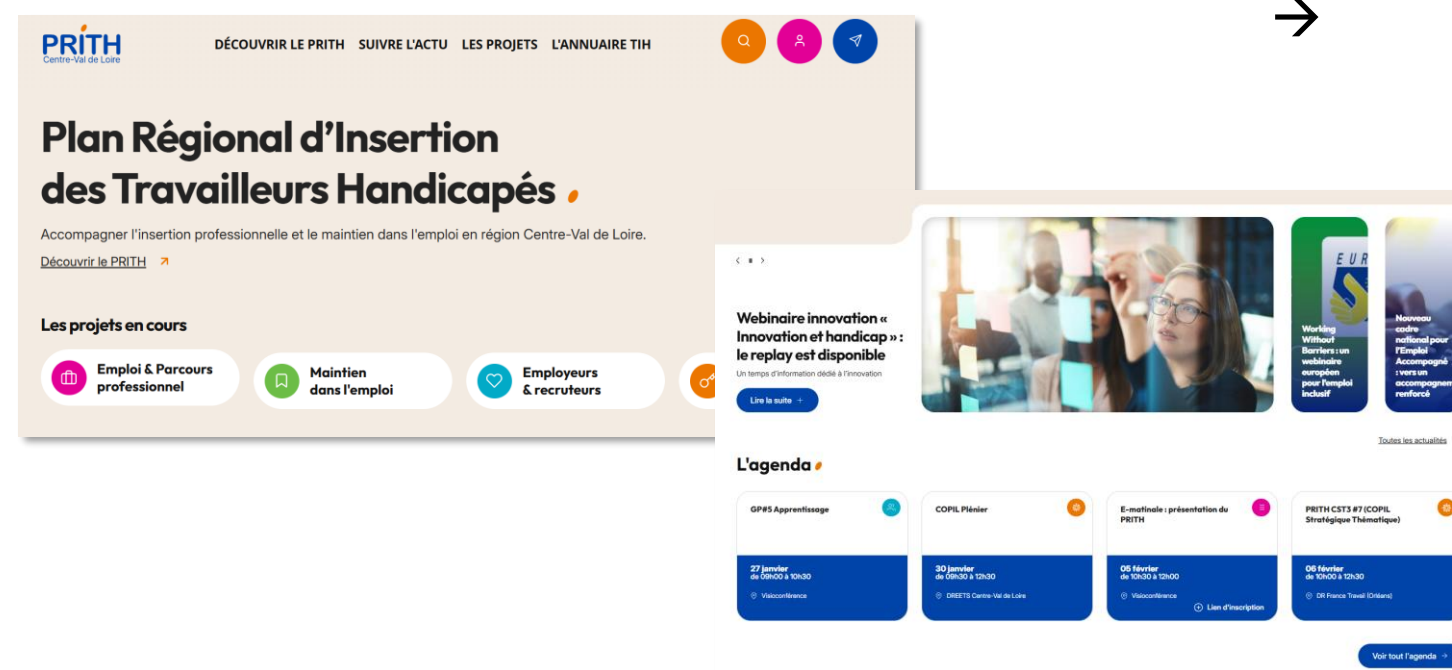 PRITH
Centre-Val de Loire
DÉCOUVRIR LE PRITH SUIVRE L'ACTU LES PROJETS L'ANNUAIRE TIH
Plan Régional d'Insertion
des Travailleurs Handicapés
Accompagner l'insertion professionnelle et le maintien dans l'emploi en région Centre-Val de Loire.
Découvrir le PRITH
Les projets en cours
Emploi & Parcours
professionnel
Maintien
dans l'emploi
Employeurs
& recruteurs
Webinaire innovation «
Innovation et handicap » :
le replay est disponible
Un temps d'information dédié à l'innovation
Lire la suite +
EUR
Working
Without
Barriers : un
webinaire
européen
pour l'emploi
inclusif
Nouveau
cadre
national pour
l'Emploi
Accompagné
: vers un
accompagnem
renforcé
Toutes les actualités
L'agenda
GP#5 Apprentissage
27 janvier
de 09h00 à 10h30
Visioconférence
COPIL Plénier
30 janvier
de 09h30 à 12h30
DREETS Centre-Val de Loire
E-matinale : présentation du
PRITH
05 février
de 10h30 à 12h00
Visioconférence
Lien d'inscription
PRITH CST3 #7 (COPIL
Stratégique Thématique)
06 février
de 10h00 à 12h30
DR France Travail (Orléans)
Voir tout l'agenda →